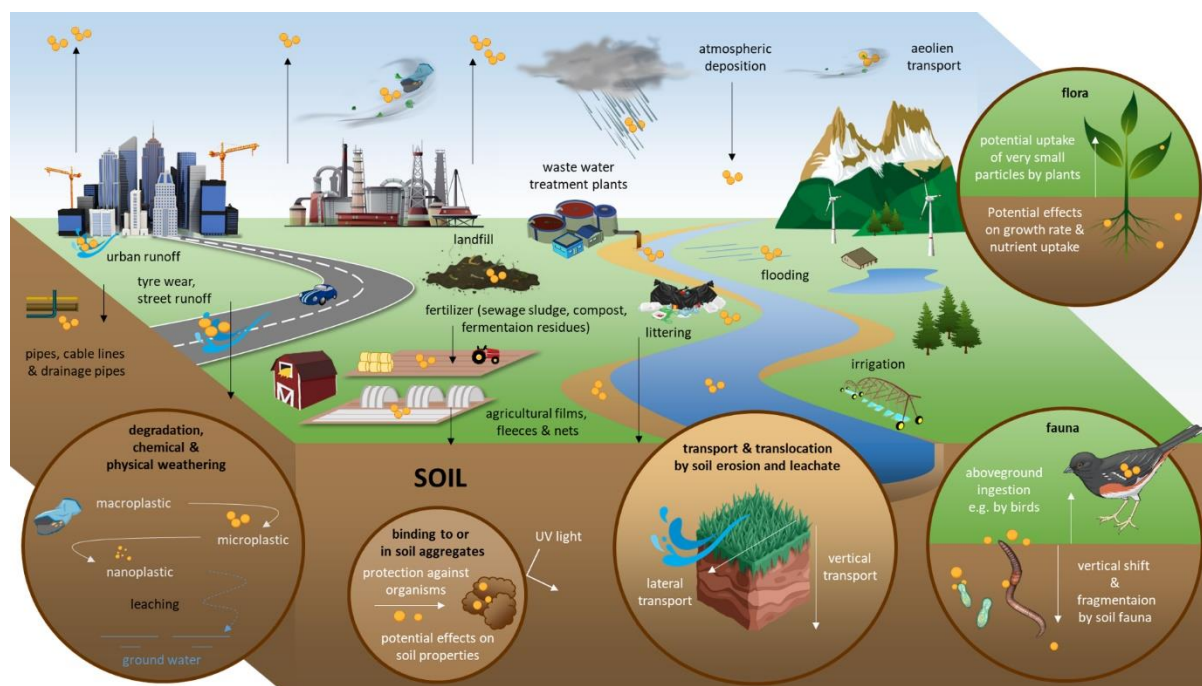 atmospheric
deposition
aeolien
transport
flora
potential uptake
of very small
particles by plants
Potential effects
on growth rate &
nutrient uptake
waste water
treatment plants
urban runoff
landfill
flooding
tyre wear,
street runoff
fertilizer (sewage sludge, compost,
fermentaion residues)
littering
pipes, cable lines
& drainage pipes
irrigation
agricultural films,
fleeces & nets
degradation,
chemical &
physical weathering
macroplastic
microplastic
nanoplastic
leaching
ground water
SOIL
binding to or
in soil aggregates
protection against
organisms
potential effects on
soil properties
UV light
transport & translocation
by soil erosion and leachate
lateral
transport
vertical
transport
fauna
aboveground
ingestion
e.g. by birds
vertical shift
&
fragmentaion
by soil fauna